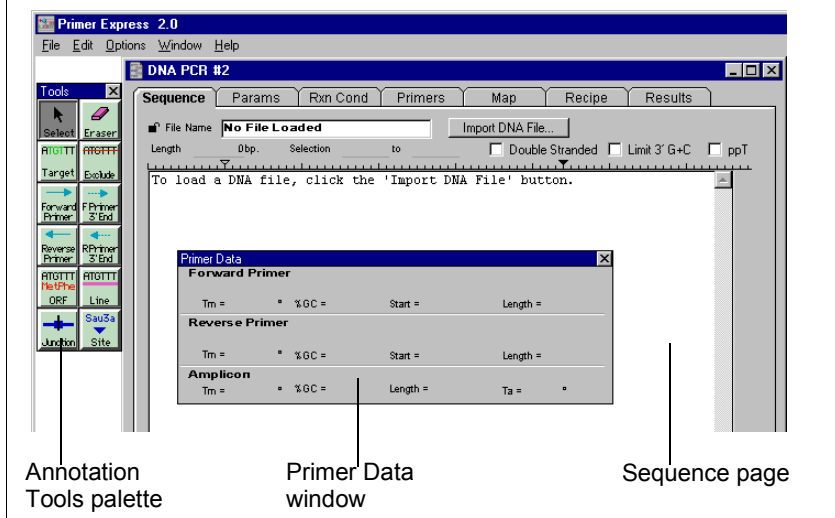 Primer Express 2.0
File Edit Options Window Help
DNA PCR #2
Tools
Sequence Params Rxn Cond Primers Map Recipe Results
Select Eraser
File Name No File Loaded Import DNA File...
ATGTT ATGTT
Length 0bp. Selection to Double Stranded Limit 3' G+C ppT
Target Exclude
To load a DNA file, click the 'Import DNA File' button.
Forward Primer F Primer 3' End
Reverse Primer RPrimer 3' End
Primer Data
Forward Primer
ATGTTT ATGTTT
MetPhe
ORF Line
Tm = ° %GC = Start = Length =
Sau3a
Reverse Primer
Junction Site
Tm = ° %GC = Start = Length =
Amplicon
Tm = ° %GC = Length = Ta = °
Annotation Tools palette
Primer Data window
Sequence page